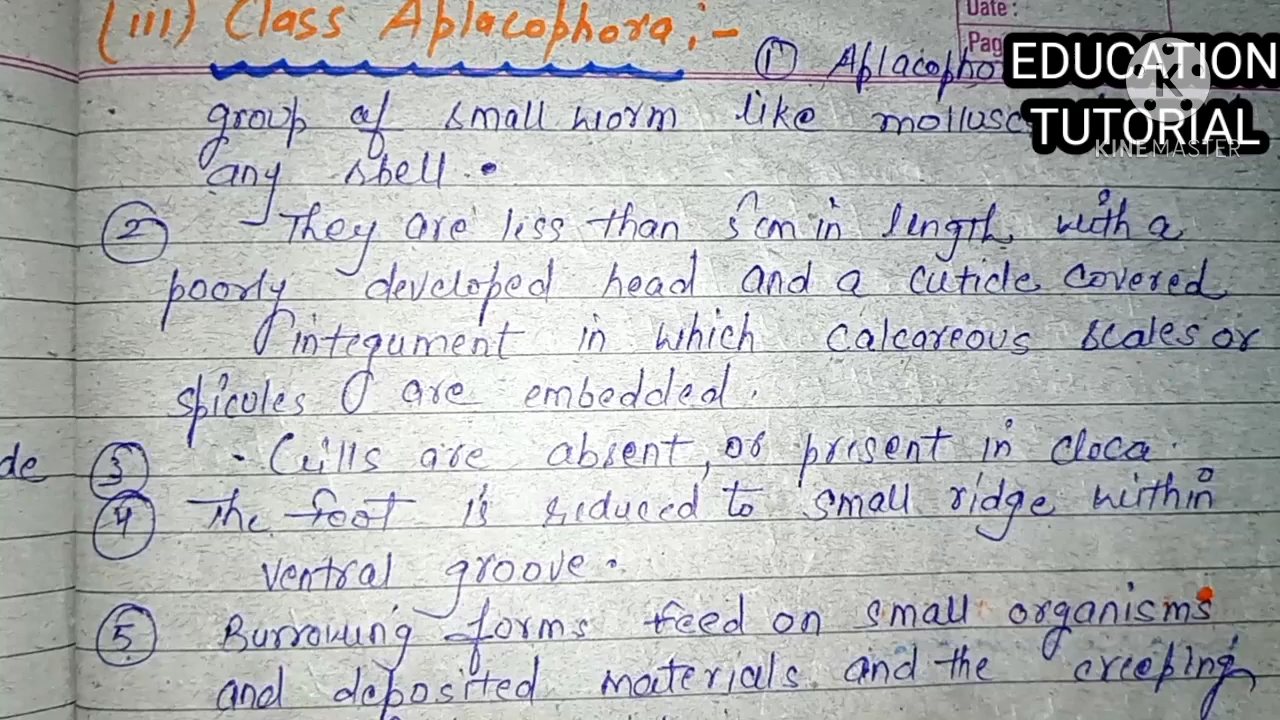 (iii) Class Aplacophora :-
Date :
Pag
① Aplacopho
EDUCATION
TUTORIAL
K
KINEMASTER
group of small worm like mollusc
any shell.
② They are less than 5cm in length with a
poorly developed head and a cuticle covered
integument in which calcareous scales or
spicules are embedded.
de
③ - Gills are absent, or present in cloca.
④ The foot is reduced to small ridge within
ventral groove.
⑤ Burrowing forms feed on small organisms
and deposited materials and the creeping